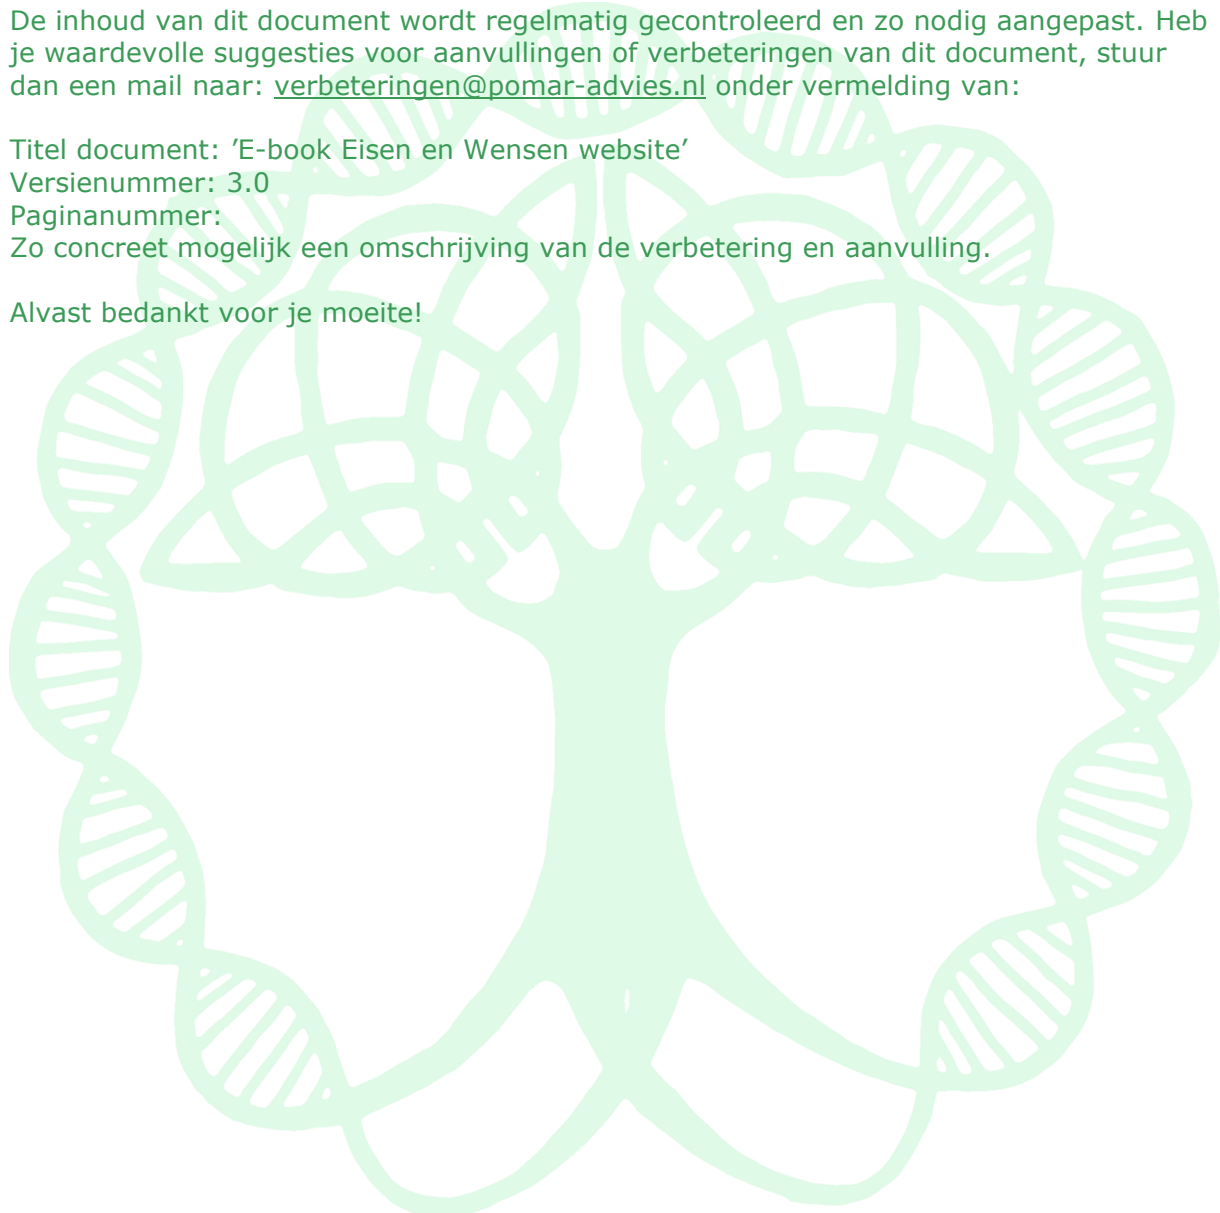 De inhoud van dit document wordt regelmatig gecontroleerd en zo nodig aangepast. Heb
je waardevolle suggesties voor aanvullingen of verbeteringen van dit document, stuur
dan een mail naar: verbeteringen@pomar-advies.nl onder vermelding van:
Titel document: ’E-book Eisen en Wensen website’
Versienummer: 3.0
Paginanummer:
Zo concreet mogelijk een omschrijving van de verbetering en aanvulling.
Alvast bedankt voor je moeite!